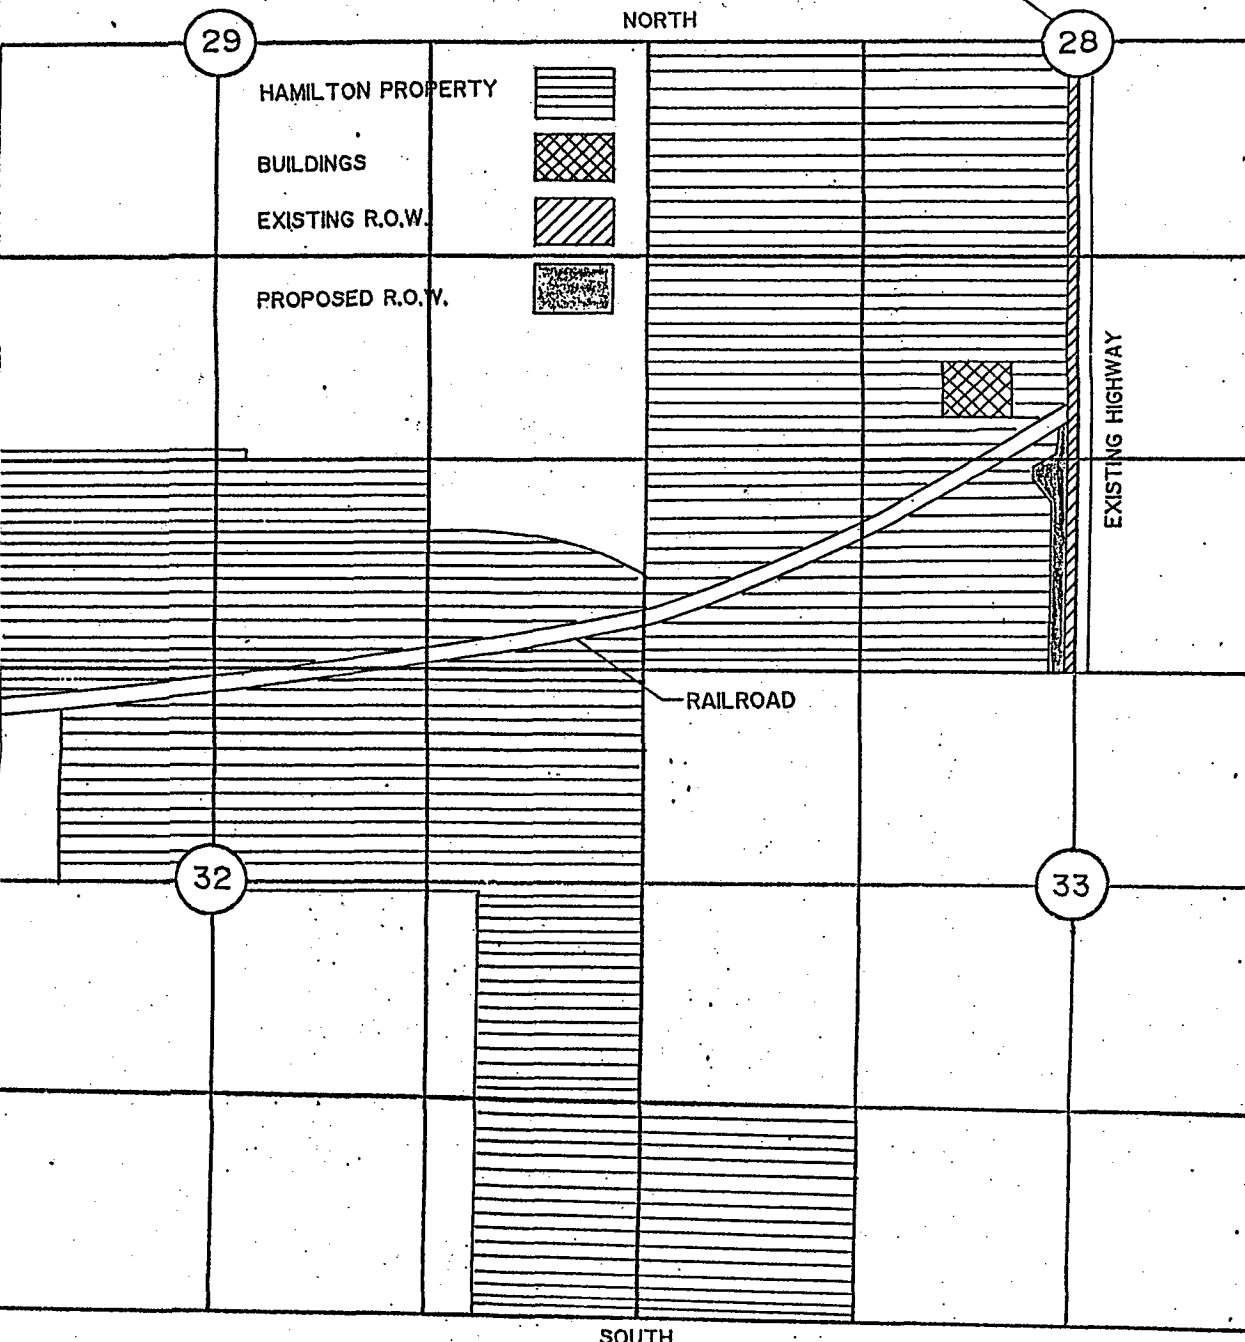 NORTH
29
28
HAMILTON PROPERTY
BUILDINGS
EXISTING R.O.W.
PROPOSED R.O.W.
EXISTING HIGHWAY
RAILROAD
32
33
SOUTH